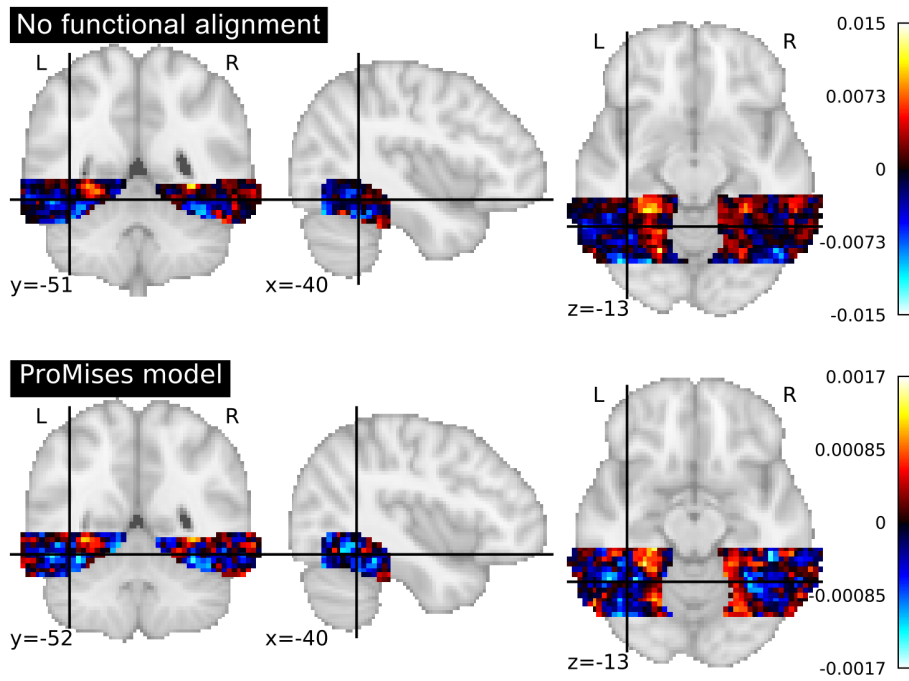 No functional alignment
L R
L R
y=-51 x=-40 z=-13
0.015
0.0073
0
-0.0073
-0.015
ProMises model
L R
L R
y=-52 x=-40 z=-13
0.0017
0.00085
0
-0.00085
-0.0017